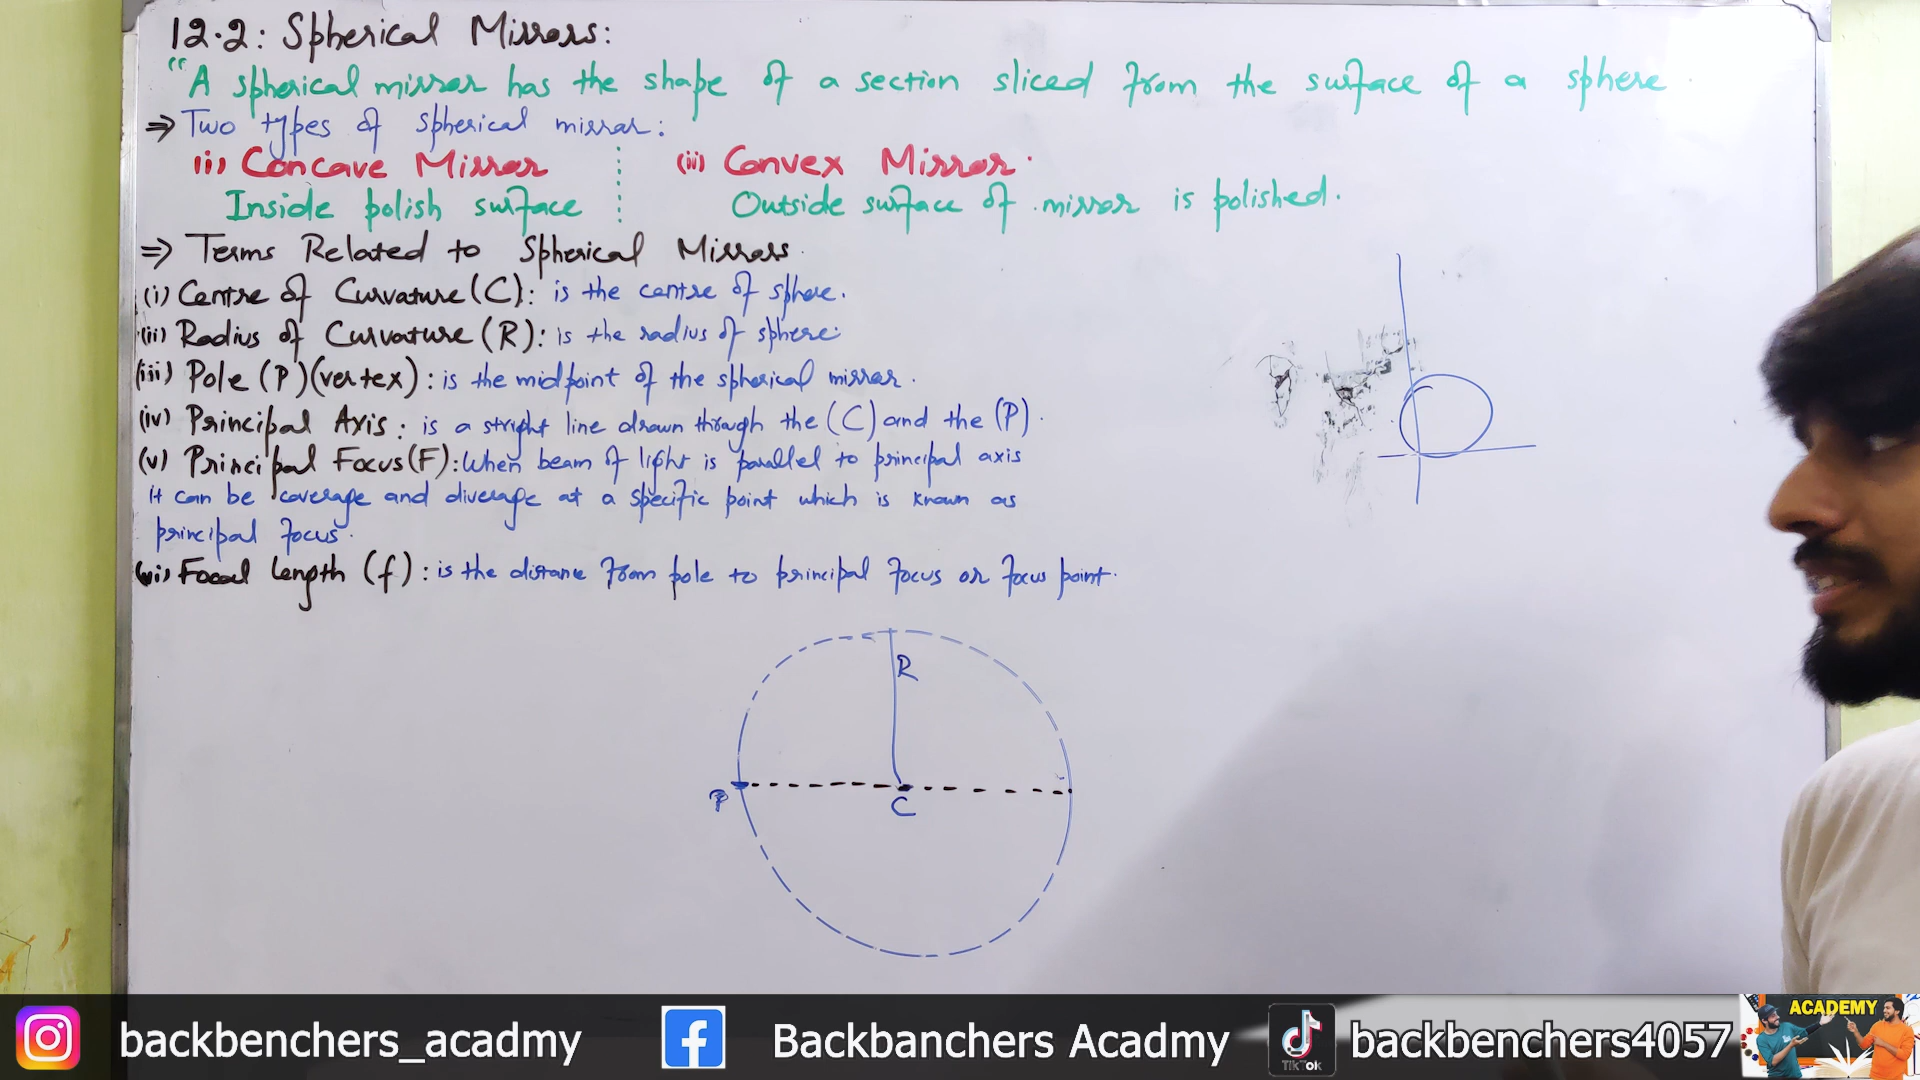 12.2: Spherical Mirrors:
"A spherical mirror has the shape of a section sliced from the surface of a sphere.
⇒ Two types of spherical mirror:
(i) Concave Mirror (ii) Convex Mirror.
Inside polish surface Outside surface of mirror is polished.
⇒ Terms Related to Spherical Mirrors.
(i) Centre of Curvature (C): is the centre of sphere.
(ii) Radius of Curvature (R): is the radius of sphere.
(iii) Pole (P) (vertex): is the midpoint of the spherical mirror.
(iv) Principal Axis: is a stright line drawn through the (C) and the (P).
(v) Principal Focus (F): When beam of light is parallel to principal axis
it can be coverage and diverage at a specific point which is known as
principal focus.
(vi) Focal length (f): is the distane from pole to principal focus or focus point.
R
P
C
ACADEMY
backbenchers_acadmy
Backbanchers Acadmy
TikTok
backbenchers4057